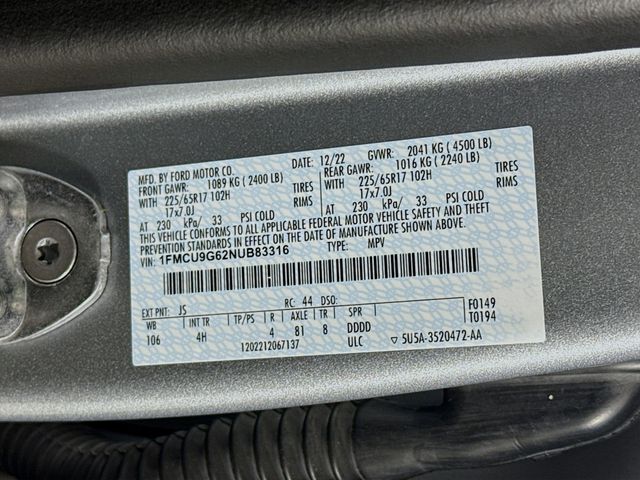 MFD. BY FORD MOTOR CO. DATE: 12/22 GVWR: 2041 KG ( 4500 LB)
FRONT GAWR: 1089 KG ( 2400 LB) REAR GAWR: 1016 KG ( 2240 LB)
WITH 225/65R17 102H TIRES WITH 225/65R17 102H TIRES
17x7.0J RIMS 17x7.0J RIMS
AT 230 kPa/ 33 PSI COLD AT 230 kPa/ 33 PSI COLD
THIS VEHICLE CONFORMS TO ALL APPLICABLE FEDERAL MOTOR VEHICLE SAFETY AND THEFT
PREVENTION STANDARDS IN EFFECT ON THE DATE OF MANUFACTURE SHOWN ABOVE.
VIN: 1FMCU9G62NUB83316 TYPE: MPV
EXT PNT: JS RC: 44 DSO: F0149
WB INT TR TP/PS R AXLE TR SPR T0194
106 4H 4 81 8 DDDD
1202212067137 ULC ▽ 5U5A-3520472-AA